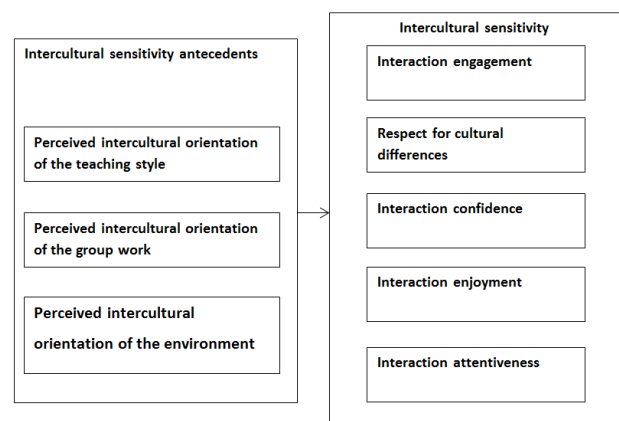 Intercultural sensitivity antecedents
Perceived intercultural orientation
of the teaching style
Perceived intercultural orientation
of the group work
Perceived intercultural
orientation of the environment
Intercultural sensitivity
Interaction engagement
Respect for cultural
differences
Interaction confidence
Interaction enjoyment
Interaction attentiveness